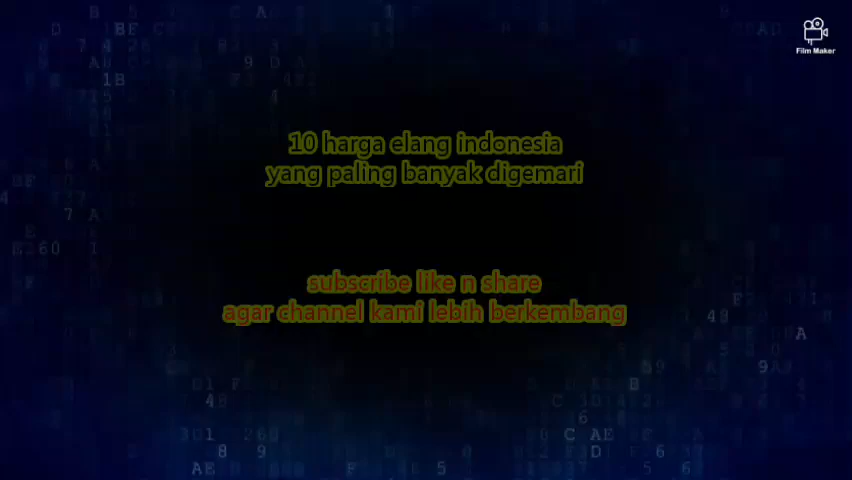 Film Maker
10 harga elang indonesia
yang paling banyak digemari
subscribe like n share
agar channel kami lebih berkembang